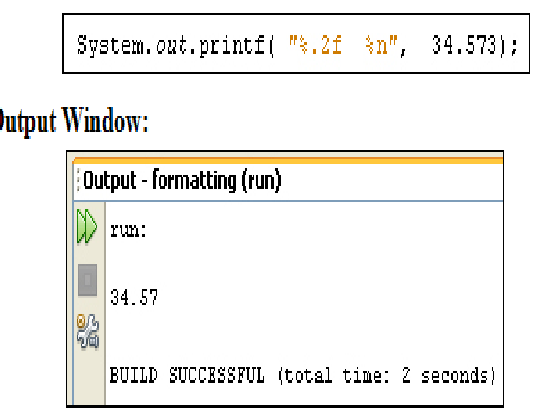 System.out.printf( "%.2f %n", 34.573);
Output Window:
Output - formatting (run)
run:
34.57
BUILD SUCCESSFUL (total time: 2 seconds)